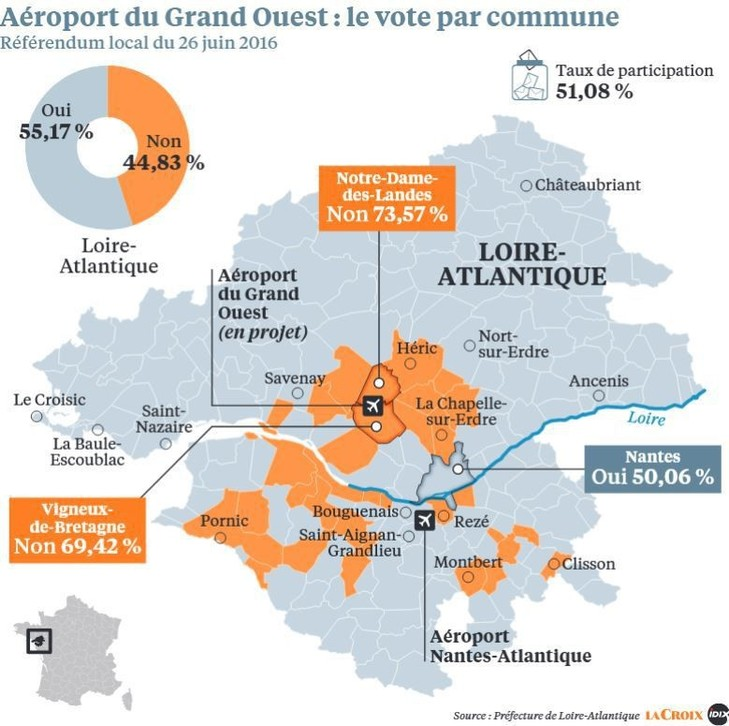 Aéroport du Grand Ouest : le vote par commune
Référendum local du 26 juin 2016
Taux de participation
51,08 %
Oui
55,17 %
Non
44,83 %
Loire-
Atlantique
Notre-Dame-
des-Landes
Non 73,57 %
Châteaubriant
LOIRE-
ATLANTIQUE
Aéroport
du Grand
Ouest
(en projet)
Héric
Nort-
sur-Erdre
Savenay
Ancenis
Le Croisic
Saint-
Nazaire
La Chapelle-
sur-Erdre
Loire
La Baule-
Escoublac
Nantes
Oui 50,06 %
Vigneux-
de-Bretagne
Non 69,42 %
Pornic
Bouguenais
Rezé
Saint-Aignan-
Grandlieu
Montbert
Clisson
Aéroport
Nantes-Atlantique
Source : Préfecture de Loire-Atlantique LA CROIX IDIX